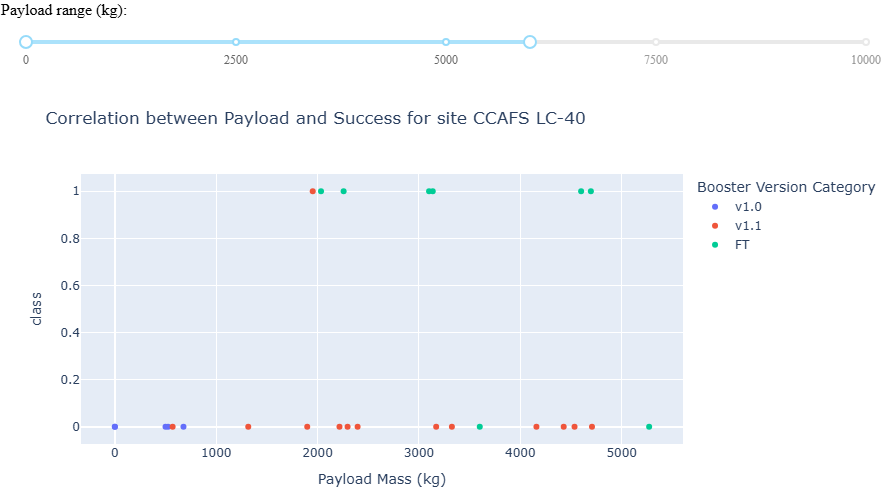 Payload range (kg):
0 2500 5000 7500 10000
Correlation between Payload and Success for site CCAFS LC-40
Booster Version Category
v1.0
v1.1
FT
1
0.8
0.6
0.4
0.2
0
class
0 1000 2000 3000 4000 5000
Payload Mass (kg)